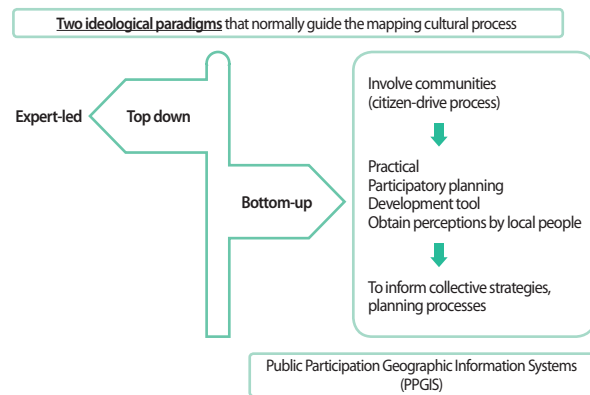 Two ideological paradigms that normally guide the mapping cultural process
Expert-led
Top down
Bottom-up
Involve communities
(citizen-drive process)
Practical
Participatory planning
Development tool
Obtain perceptions by local people
To inform collective strategies,
planning processes
Public Participation Geographic Information Systems
(PPGIS)